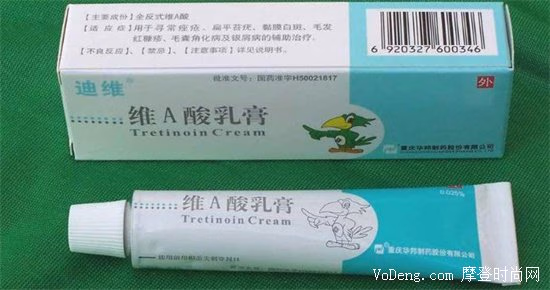 [主要成份] 全反式维A酸
[适 应 症] 用于寻常痤疮、扁平苔疣、黏膜白斑、毛发
红糠疹、毛囊角化病及银屑病的辅助治疗。
[不良反应]、[禁忌]、[注意事项] 详见说明书。
6 920327 600346
迪维
批准文号：国药准字H50021817
外
维A酸乳膏
Tretinoin Cream
重庆华邦制药股份有限公司
维A酸乳膏
Tretinoin Cream
0.025%
重庆华邦制药股份有限公司
VoDeng.com 摩登时尚网